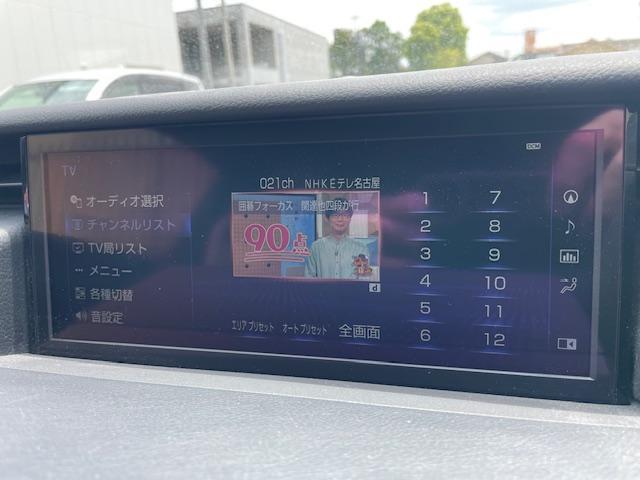 DCM
TV
021ch NHKEテレ名古屋
オーディオ選択
チャンネルリスト
TV局リスト
メニュー
各種切替
音設定
囲碁フォーカス 関達也四段が行
90点
d
エリアプリセット オートプリセット 全画面
1 7
2 8
3 9
4 10
5 11
6 12